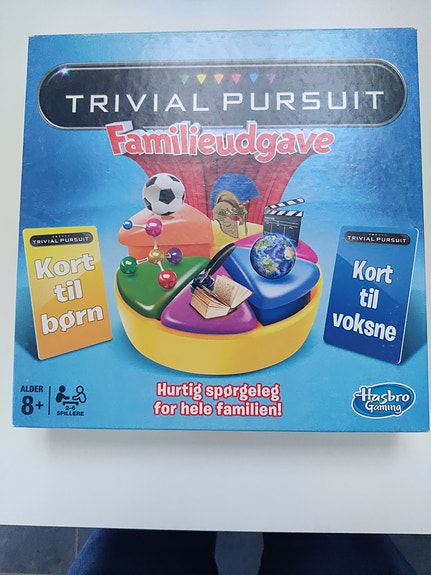 TRIVIAL PURSUIT
Familieudgave
TRIVIAL PURSUIT
Kort
til
børn
TRIVIAL PURSUIT
Kort
til
voksne
Hurtig spørgeleg
for hele familien!
ALDER
8+
2-6
SPILLERE
Hasbro
Gaming